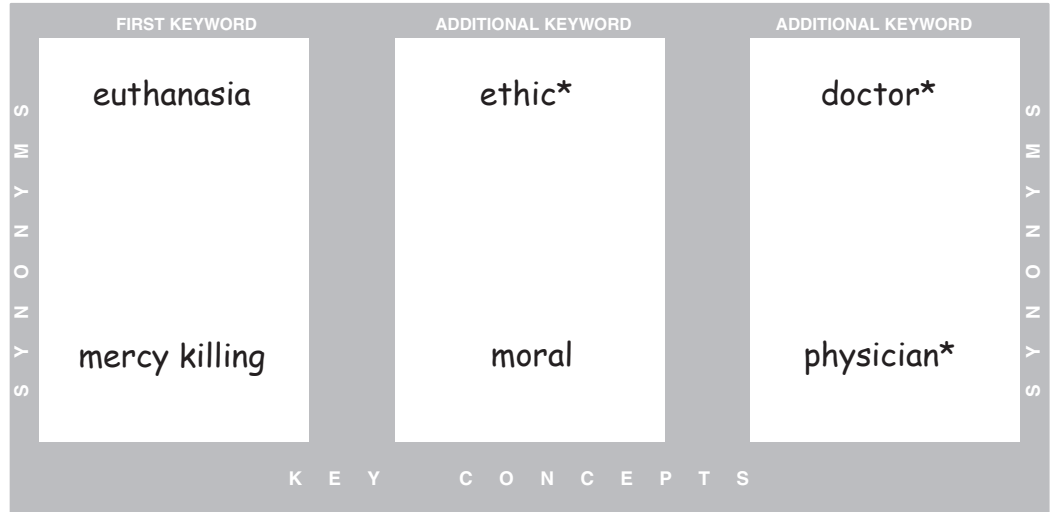 FIRST KEYWORD
ADDITIONAL KEYWORD
ADDITIONAL KEYWORD
SYNONYMS
euthanasia
ethic*
doctor*
SYNONYMS
mercy killing
moral
physician*
KEY CONCEPTS